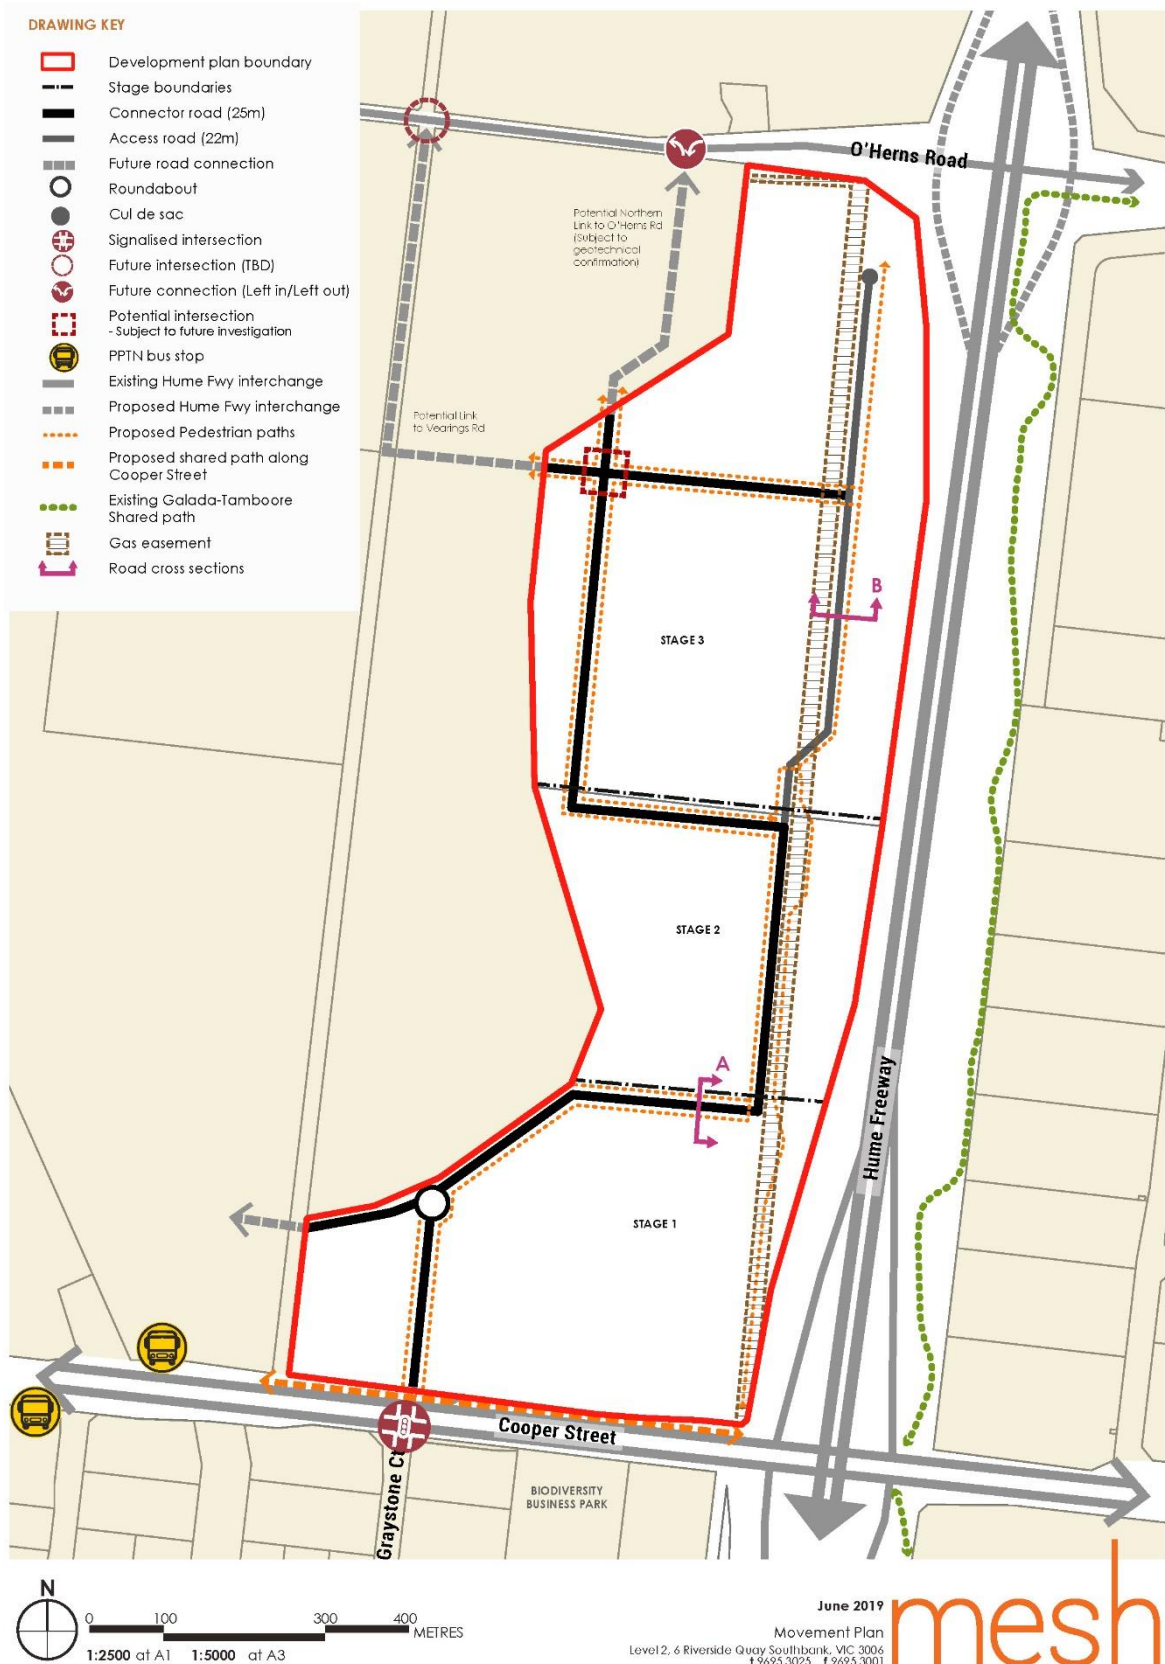 DRAWING KEY
Development plan boundary
Stage boundaries
Connector road (25m)
Access road (22m)
Future road connection
Roundabout
Cul de sac
Signalised intersection
Future intersection (TBD)
Future connection (Left in/Left out)
Potential intersection
- Subject to future investigation
PPTN bus stop
Existing Hume Fwy interchange
Proposed Hume Fwy interchange
Proposed Pedestrian paths
Proposed shared path along
Cooper Street
Existing Galada-Tamboore
Shared path
Gas easement
Road cross sections
O'Herns Road
Potential Northern
Link to O'Herns Rd
(Subject to
geotechnical
confirmation)
Potential Link
to Vearings Rd
B
STAGE 3
STAGE 2
A
Hume Freeway
STAGE 1
Cooper Street
Graystone Ct
BIODIVERSITY
BUSINESS PARK
N
0 100 300 400
METRES
1:2500 at A1 1:5000 at A3
June 2019
Movement Plan
Level 2, 6 Riverside Quay Southbank, VIC 3006
t 9695 3025 f 9695 3001
mesh